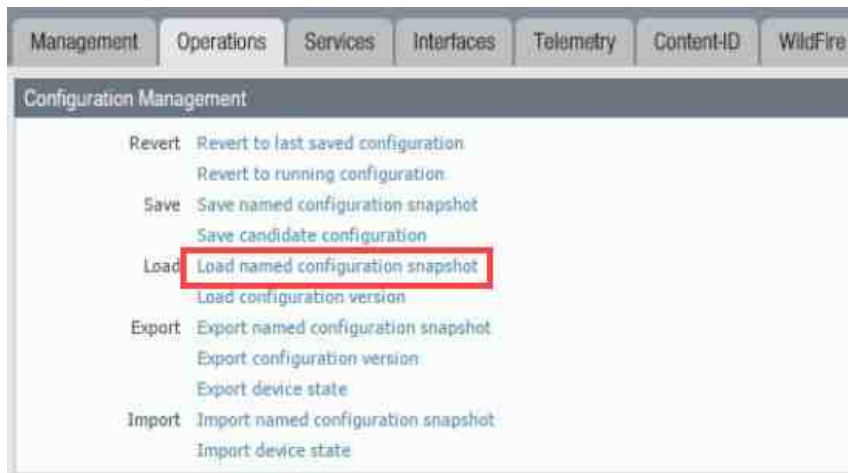 Management Operations Services Interfaces Telemetry Content-ID WildFire
Configuration Management
Revert Revert to last saved configuration
Revert to running configuration
Save Save named configuration snapshot
Save candidate configuration
Load Load named configuration snapshot
Load configuration version
Export Export named configuration snapshot
Export configuration version
Export device state
Import Import named configuration snapshot
Import device state